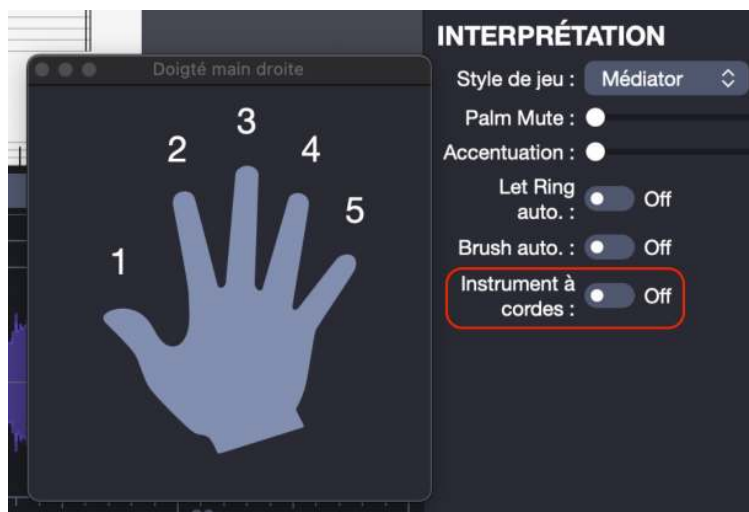 Doigté main droite
1
2
3
4
5
INTERPRÉTATION
Style de jeu : Médiator
Palm Mute :
Accentuation :
Let Ring
auto. : Off
Brush auto. : Off
Instrument à
cordes : Off